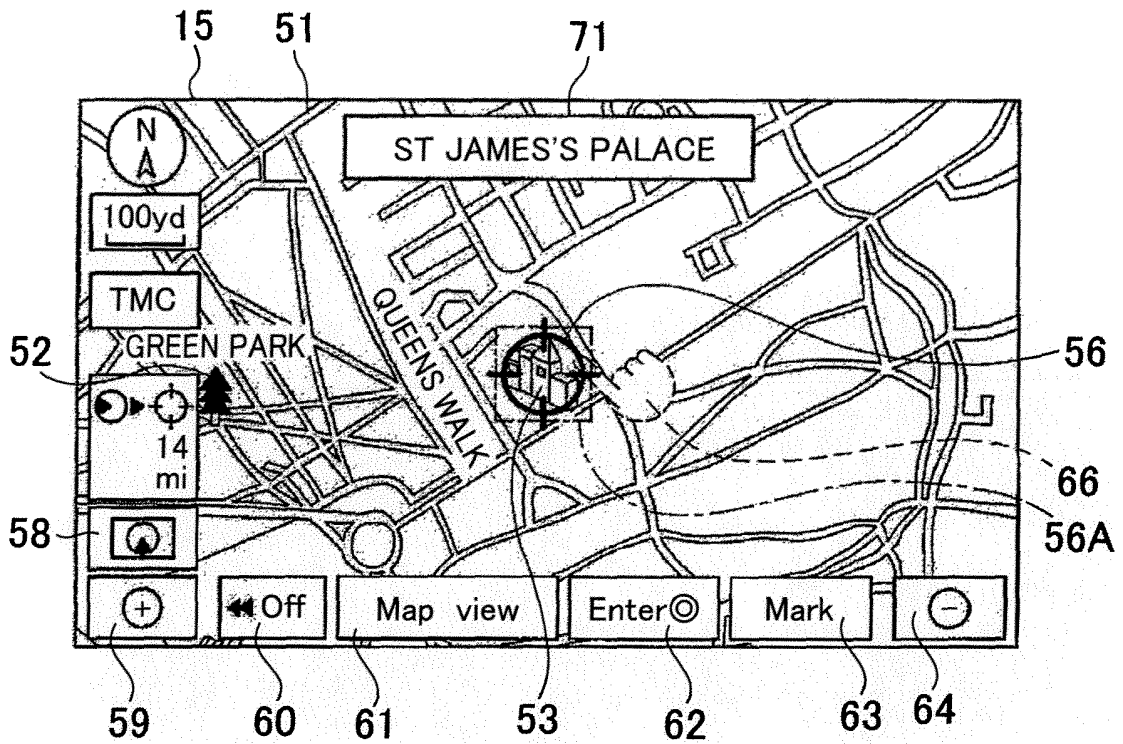 15
51
71
N
ST JAMES'S PALACE
100yd
TMC
QUEENS WALK
GREEN PARK
52
56
14
mi
66
58
56A
+
Off
Map view
Enter◎
Mark
−
59
60
61
53
62
63
64